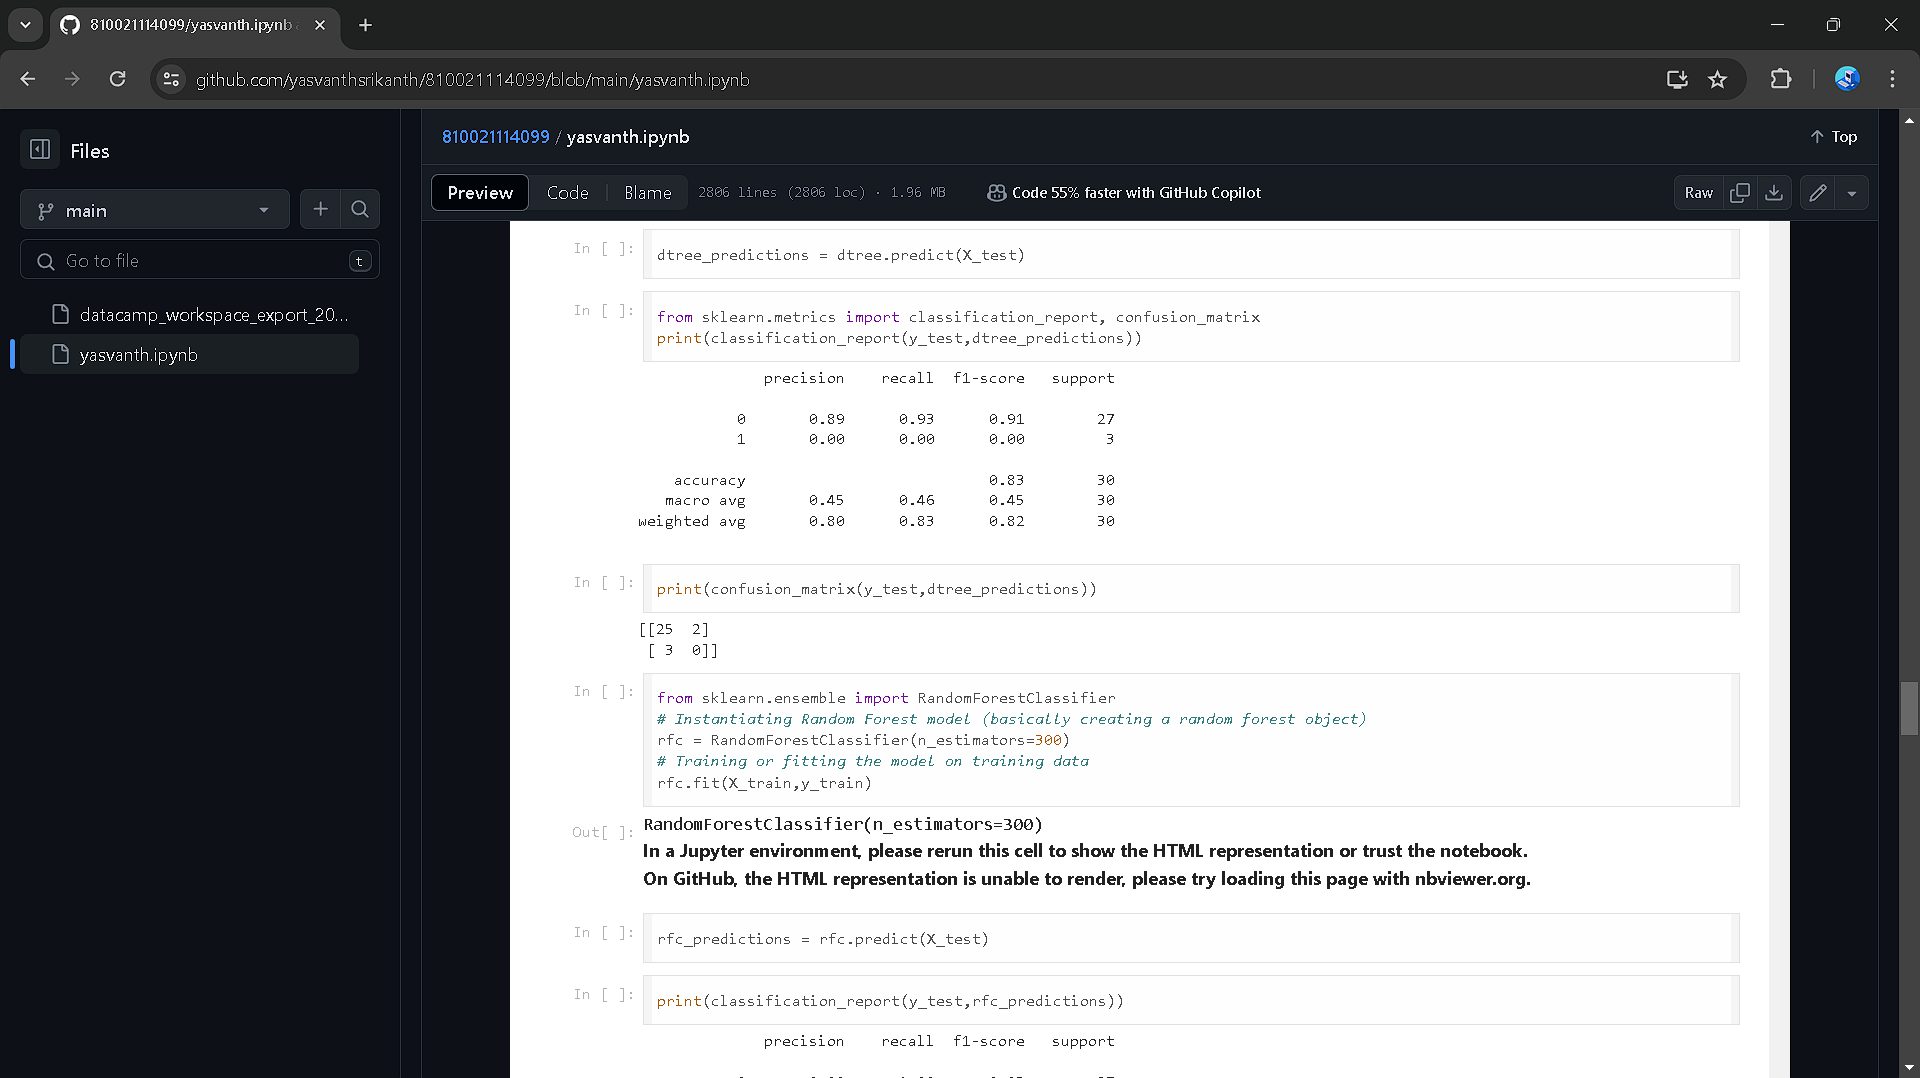 810021114099/yasvanth.ipynb
github.com/yasvanthsrikanth/810021114099/blob/main/yasvanth.ipynb
Files
main
Go to file
t
datacamp_workspace_export_20...
yasvanth.ipynb
810021114099 / yasvanth.ipynb
Top
Preview
Code
Blame
2806 lines (2806 loc) · 1.96 MB
Code 55% faster with GitHub Copilot
Raw
In [ ]: dtree_predictions = dtree.predict(X_test)
In [ ]: from sklearn.metrics import classification_report, confusion_matrix
print(classification_report(y_test,dtree_predictions))
precision recall f1-score support
0 0.89 0.93 0.91 27
1 0.00 0.00 0.00 3
accuracy 0.83 30
macro avg 0.45 0.46 0.45 30
weighted avg 0.80 0.83 0.82 30
In [ ]: print(confusion_matrix(y_test,dtree_predictions))
[[25 2]
[ 3 0]]
In [ ]: from sklearn.ensemble import RandomForestClassifier
# Instantiating Random Forest model (basically creating a random forest object)
rfc = RandomForestClassifier(n_estimators=300)
# Training or fitting the model on training data
rfc.fit(X_train,y_train)
Out[ ]: RandomForestClassifier(n_estimators=300)
In a Jupyter environment, please rerun this cell to show the HTML representation or trust the notebook.
On GitHub, the HTML representation is unable to render, please try loading this page with nbviewer.org.
In [ ]: rfc_predictions = rfc.predict(X_test)
In [ ]: print(classification_report(y_test,rfc_predictions))
precision recall f1-score support